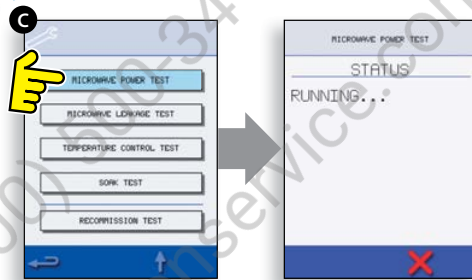 C
MICROWAVE POWER TEST
MICROWAVE LEAKAGE TEST
TEMPERATURE CONTROL TEST
SOAK TEST
RECOMMISSION TEST
MICROWAVE POWER TEST
STATUS
RUNNING...